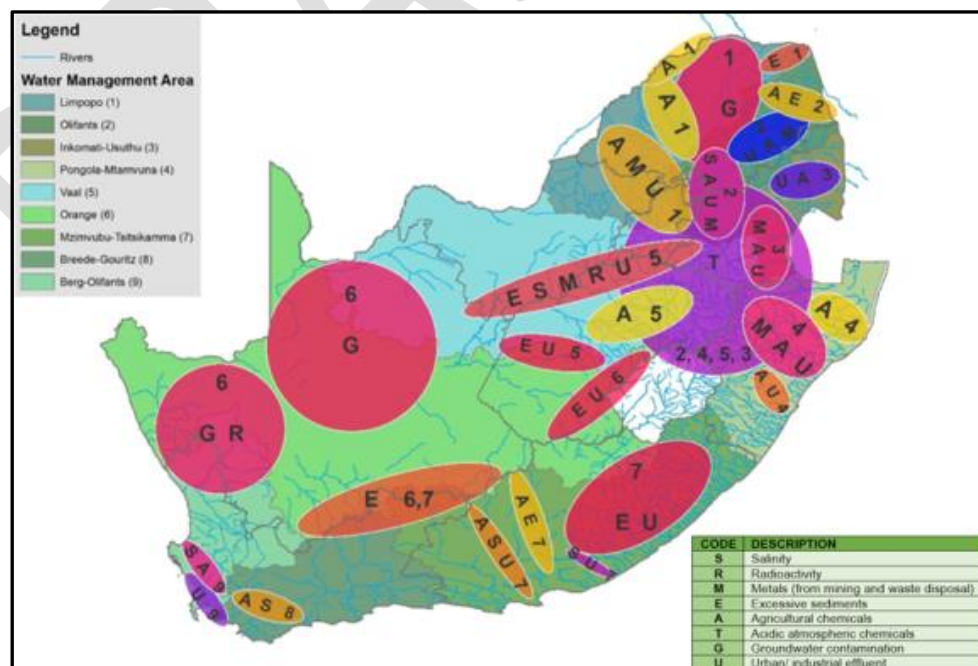 Legend
Rivers
Water Management Area
Limpopo (1)
Olifants (2)
Inkomati-Usuthu (3)
Pongola-Mtamvuna (4)
Vaal (5)
Orange (6)
Mzimvubu-Tsitsikamma (7)
Breede-Gouritz (8)
Berg-Olifants (9)
A 1
1
G
E 1
A 1
A E 2
A M U 1
S A U M 2
U A 3
M A U 3
T
E S M R U 5
A 5
2, 4, 5, 3
A 4
4
M A U
A U 4
6
G
E U 5
E U 6
6
G R
E 6,7
A E 7
A S U 7
7
E U
S U 7
S A 9
U 9
A S 8
CODE DESCRIPTION
S Salinity
R Radioactivity
M Metals (from mining and waste disposal)
E Excessive sediments
A Agricultural chemicals
T Acidic atmospheric chemicals
G Groundwater contamination
U Urban/ industrial effluent